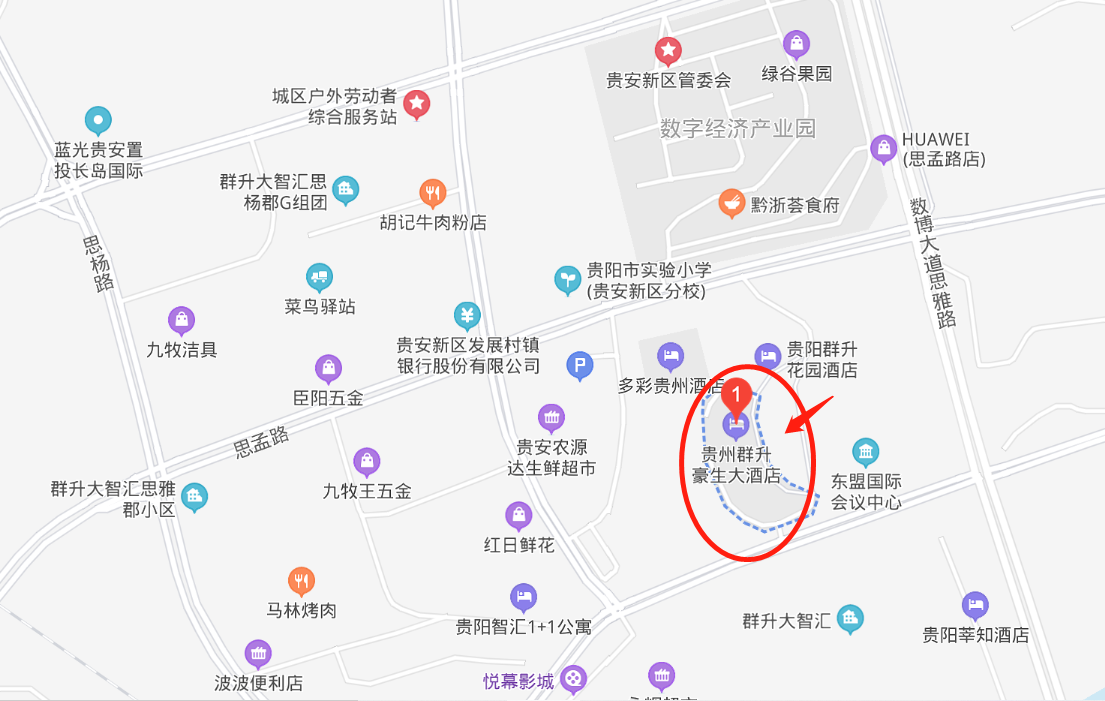 贵安新区管委会
绿谷果园
城区户外劳动者
综合服务站
数字经济产业园
蓝光贵安置
投长岛国际
HUAWEI
(思孟路店)
群升大智汇思
杨郡G组团
胡记牛肉粉店
黔浙荟食府
数博大道思雅路
思杨路
贵阳市实验小学
(贵安新区分校)
菜鸟驿站
九牧洁具
贵安新区发展村镇
银行股份有限公司
P
贵阳群升
花园酒店
多彩贵州酒店
臣阳五金
1
思孟路
贵安农源
达生鲜超市
贵州群升
豪生大酒店
东盟国际
会议中心
九牧王五金
群升大智汇思雅
郡小区
红日鲜花
马林烤肉
贵阳智汇1+1公寓
群升大智汇
贵阳莘知酒店
波波便利店
悦幕影城